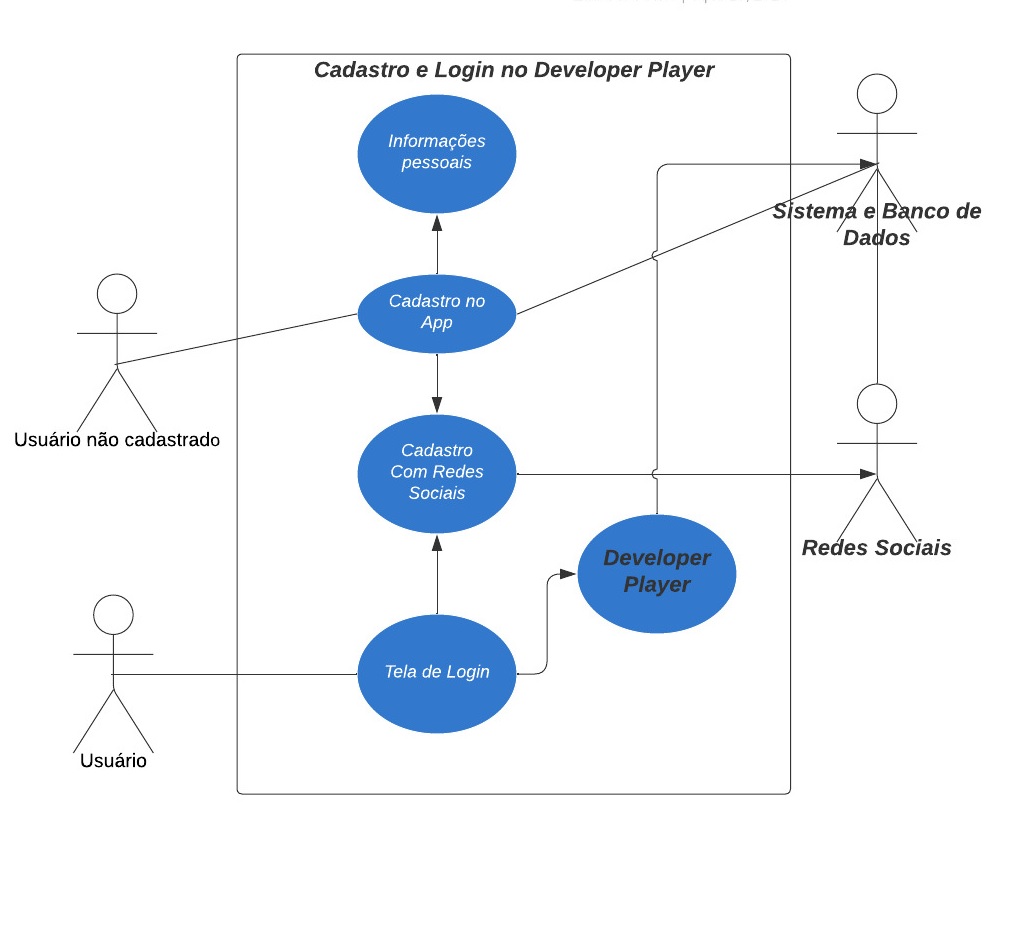 Cadastro e Login no Developer Player
Informações
pessoais
Sistema e Banco de
Dados
Cadastro no
App
Usuário não cadastrado
Cadastro
Com Redes
Sociais
Redes Sociais
Developer
Player
Tela de Login
Usuário